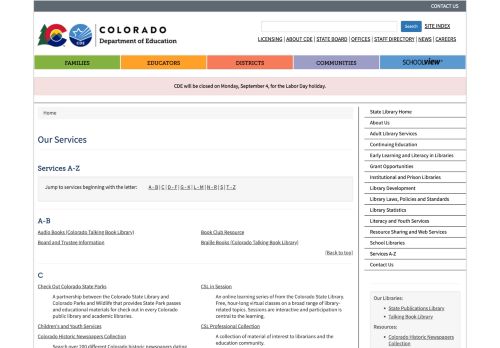 CONTACT US
COLORADO
Department of Education
CDE
Search
SITE INDEX
LICENSING | ABOUT CDE | STATE BOARD | OFFICES | STAFF DIRECTORY | NEWS | CAREERS
FAMILIES
EDUCATORS
DISTRICTS
COMMUNITIES
SCHOOLVIEW
CDE will be closed on Monday, September 4, for the Labor Day holiday.
Home
Our Services
Services A-Z
Jump to services beginning with the letter: A - B | C | D - F | G - K | L - M | N - R | S | T - Z
A-B
Audio Books (Colorado Talking Book Library)
Book Club Resource
Board and Trustee Information
Braille Books (Colorado Talking Book Library)
[Back to top]
C
Check Out Colorado State Parks
A partnership between the Colorado State Library and
Colorado Parks and Wildlife that provides State Park passes
and educational materials for check out in every Colorado
public library and academic libraries.
Children's and Youth Services
Colorado Historic Newspapers Collection
Search over 200 different Colorado historic newspapers dating
CSL In Session
An online learning series from the Colorado State Library.
Free, hour-long virtual classes on a broad range of library-
related topics. Sessions are interactive and participation is
central to the learning.
CSL Professional Collection
A collection of material of interest to librarians and the
education community.
State Library Home
About Us
Adult Library Services
Continuing Education
Early Learning and Literacy in Libraries
Grant Opportunities
Institutional and Prison Libraries
Library Development
Library Laws, Policies and Standards
Library Statistics
Literacy and Youth Services
Resource Sharing and Web Services
School Libraries
Services A-Z
Contact Us
Our Libraries:
State Publications Library
Talking Book Library
Resources:
Colorado Historic Newspapers
Collection